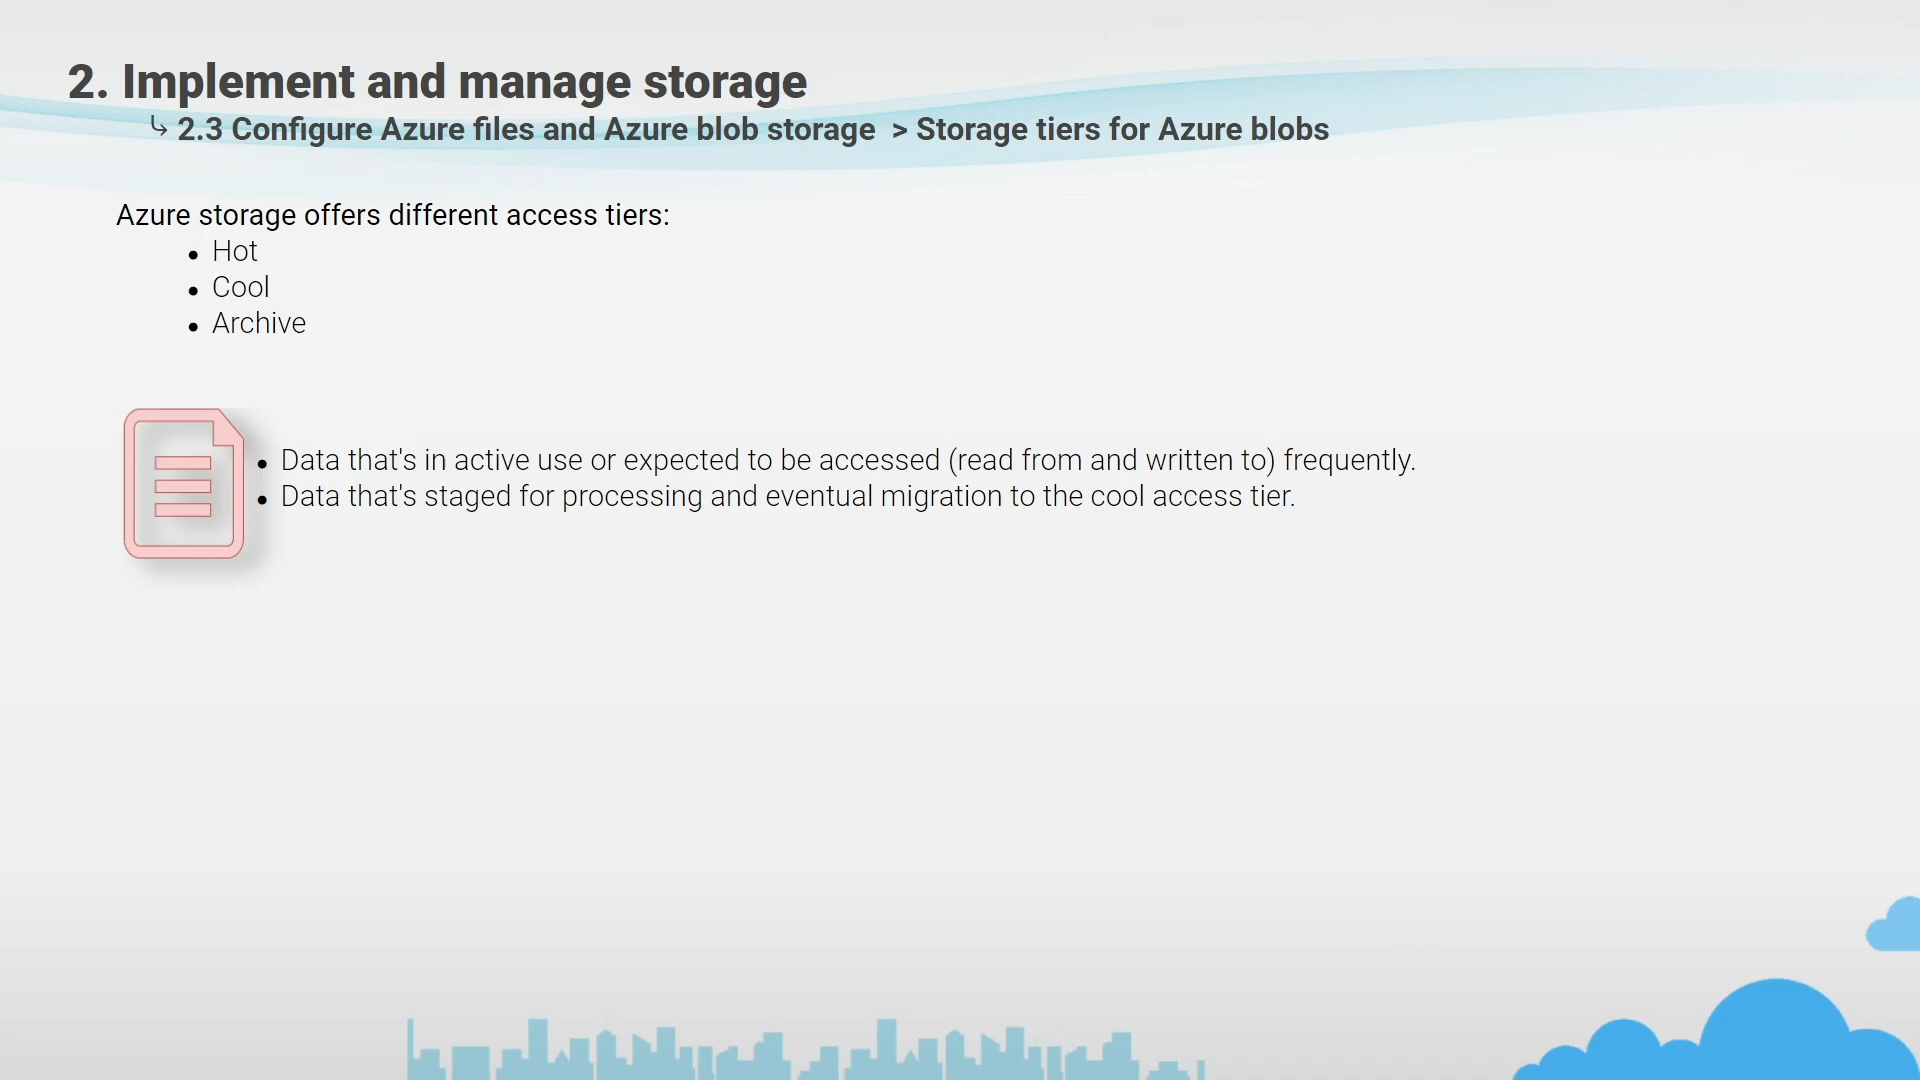 2. Implement and manage storage
2.3 Configure Azure files and Azure blob storage > Storage tiers for Azure blobs
Azure storage offers different access tiers:
• Hot
• Cool
• Archive
• Data that's in active use or expected to be accessed (read from and written to) frequently.
• Data that's staged for processing and eventual migration to the cool access tier.